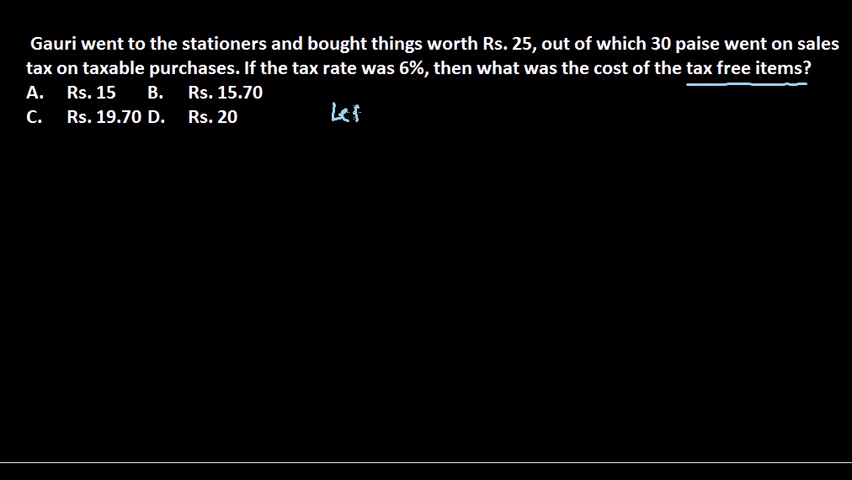 Gauri went to the stationers and bought things worth Rs. 25, out of which 30 paise went on sales
tax on taxable purchases. If the tax rate was 6%, then what was the cost of the tax free items?
A. Rs. 15 B. Rs. 15.70
C. Rs. 19.70 D. Rs. 20
Let